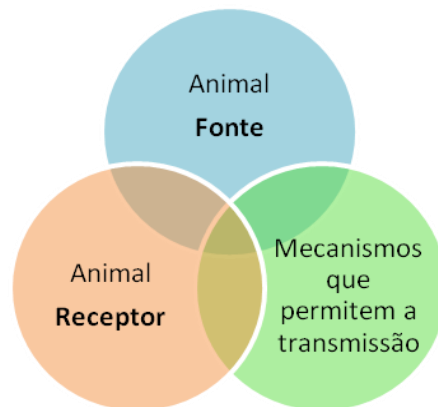 Animal
Fonte
Animal
Receptor
Mecanismos
que
permitem a
transmissão